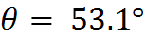 θ = 53.1°